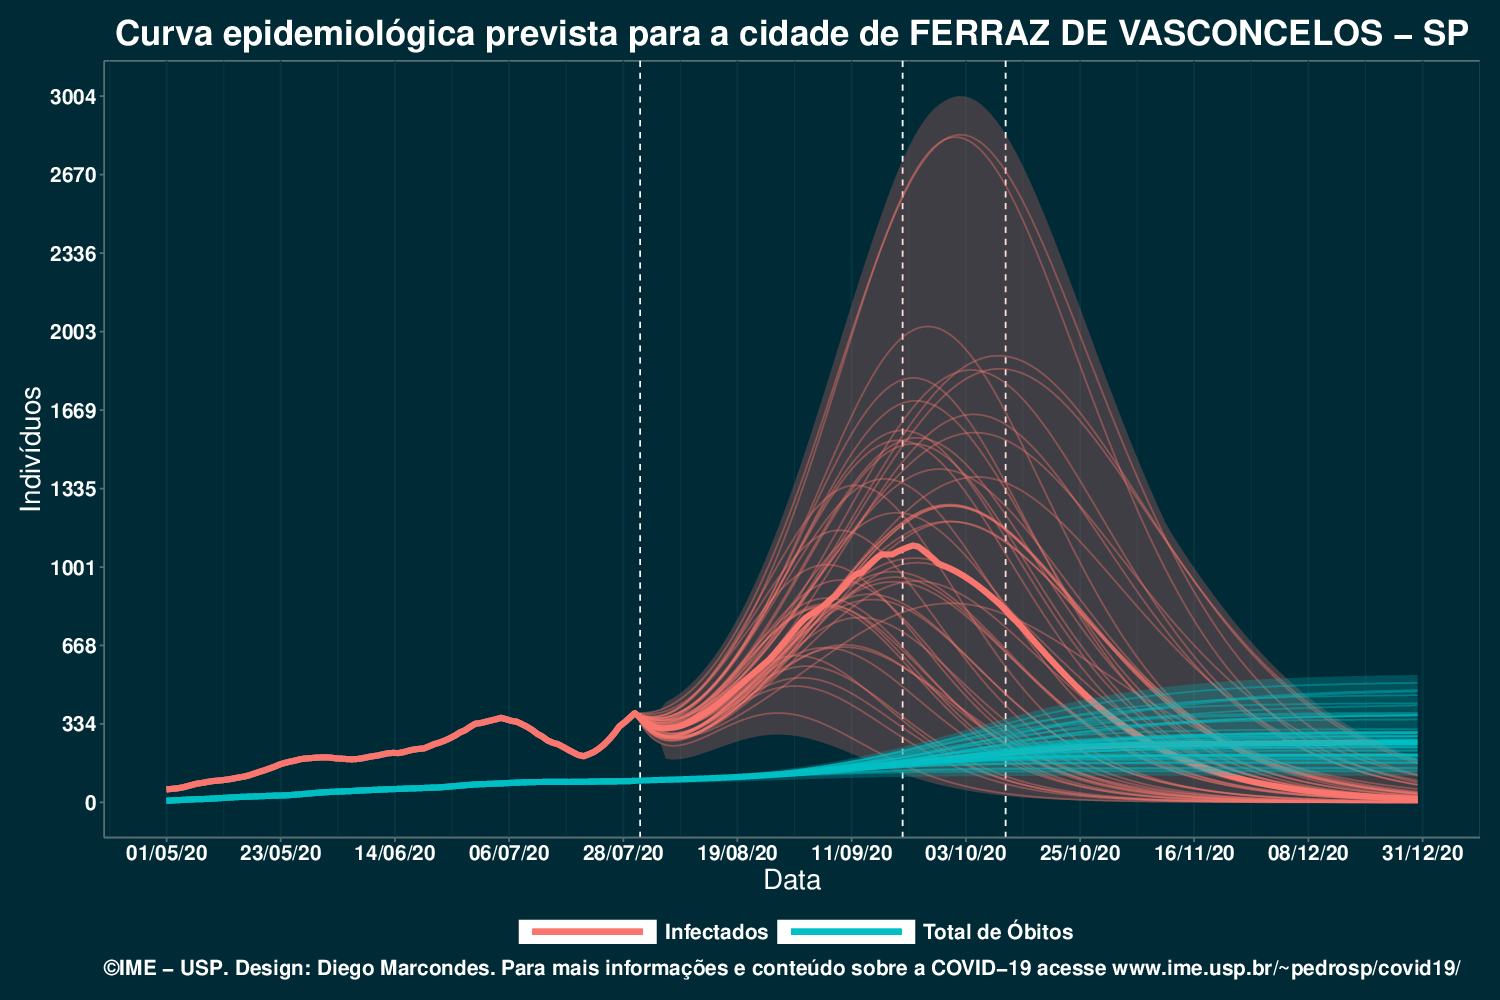 Curva epidemiológica prevista para a cidade de FERRAZ DE VASCONCELOS – SP
Indivíduos
3004
2670
2336
2003
1669
1335
1001
668
334
0
01/05/20 23/05/20 14/06/20 06/07/20 28/07/20 19/08/20 11/09/20 03/10/20 25/10/20 16/11/20 08/12/20 31/12/20
Data
Infectados Total de Óbitos
©IME – USP. Design: Diego Marcondes. Para mais informações e conteúdo sobre a COVID–19 acesse www.ime.usp.br/~pedrosp/covid19/